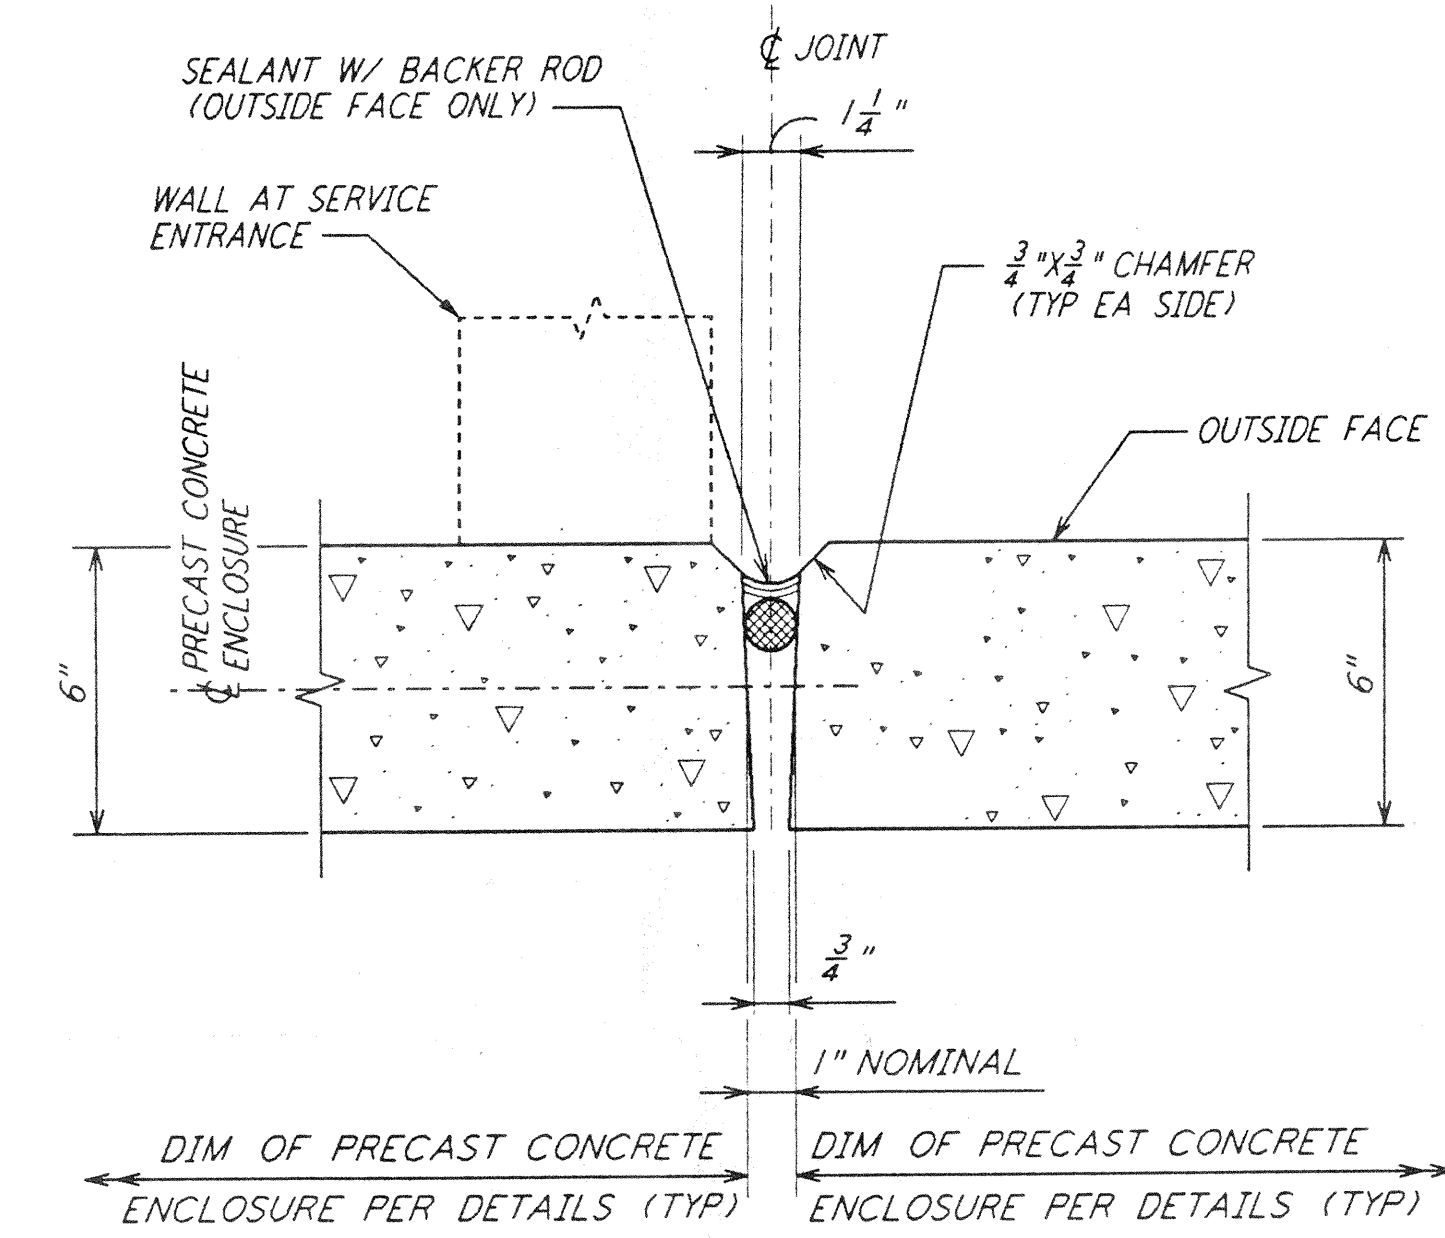 ℄ JOINT
SEALANT W/ BACKER ROD
(OUTSIDE FACE ONLY)
1 1/4"
WALL AT SERVICE
ENTRANCE
3/4"X3/4" CHAMFER
(TYP EA SIDE)
OUTSIDE FACE
℄ PRECAST CONCRETE
ENCLOSURE
6"
6"
3/4"
1" NOMINAL
DIM OF PRECAST CONCRETE
ENCLOSURE PER DETAILS (TYP)
DIM OF PRECAST CONCRETE
ENCLOSURE PER DETAILS (TYP)